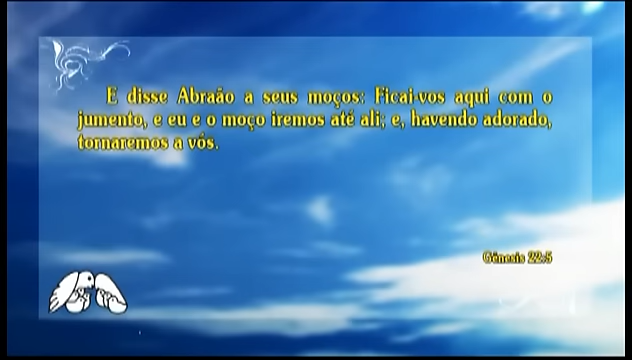 E disse Abraão a seus moços: Ficai-vos aqui com o
jumento, e eu e o moço iremos até ali; e, havendo adorado,
tornaremos a vós.
Gênesis 22:5